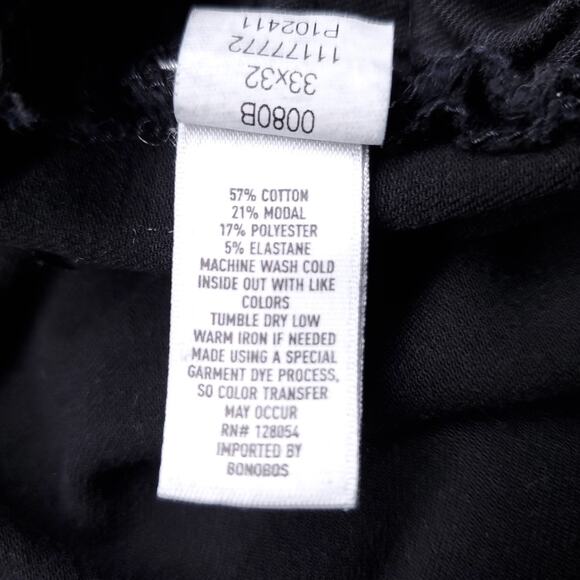 0080B
33x32
11177772
P102411
57% COTTON
21% MODAL
17% POLYESTER
5% ELASTANE
MACHINE WASH COLD
INSIDE OUT WITH LIKE
COLORS
TUMBLE DRY LOW
WARM IRON IF NEEDED
MADE USING A SPECIAL
GARMENT DYE PROCESS,
SO COLOR TRANSFER
MAY OCCUR
RN# 128054
IMPORTED BY
BONOBOS